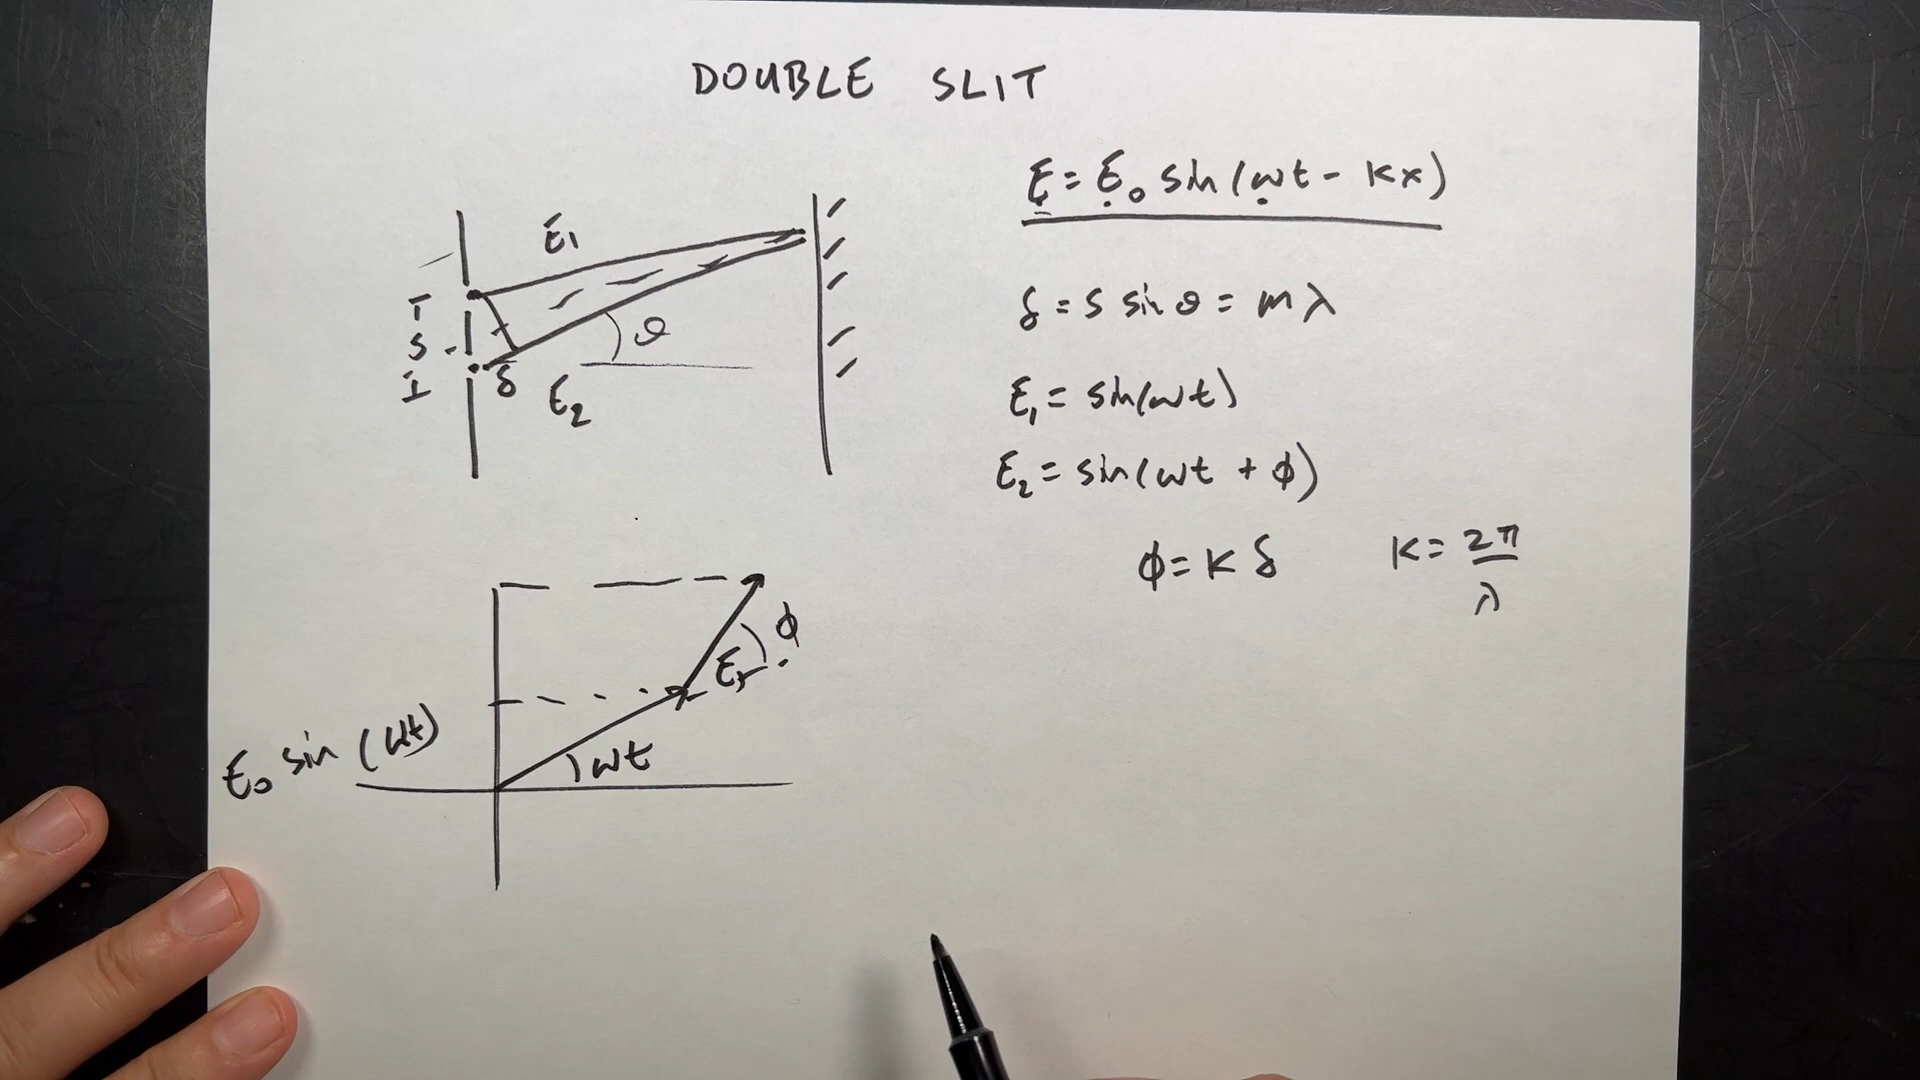 DOUBLE SLIT
E = E₀ sin(ωt - kx)
E₁
δ = s sin θ = mλ
S
θ
δ
E₂
E₁ = sin(ωt)
E₂ = sin(ωt + ϕ)
ϕ = k δ
k = 2π/λ
ϕ
E₀ sin (ωt)
ωt